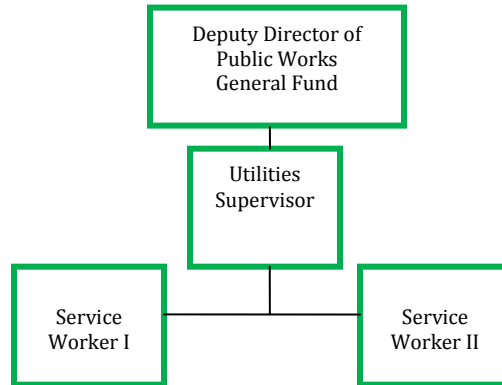 Deputy Director of
Public Works
General Fund
Utilities
Supervisor
Service
Worker I
Service
Worker II